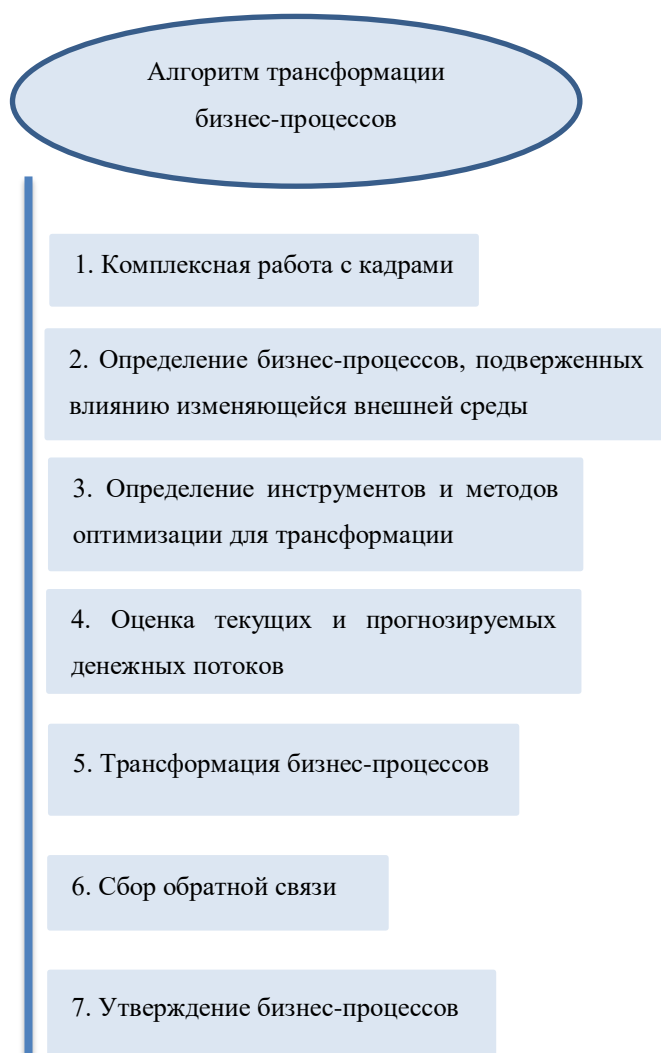 Алгоритм трансформации
бизнес-процессов
1. Комплексная работа с кадрами
2. Определение бизнес-процессов, подверженных
влиянию изменяющейся внешней среды
3. Определение инструментов и методов
оптимизации для трансформации
4. Оценка текущих и прогнозируемых
денежных потоков
5. Трансформация бизнес-процессов
6. Сбор обратной связи
7. Утверждение бизнес-процессов